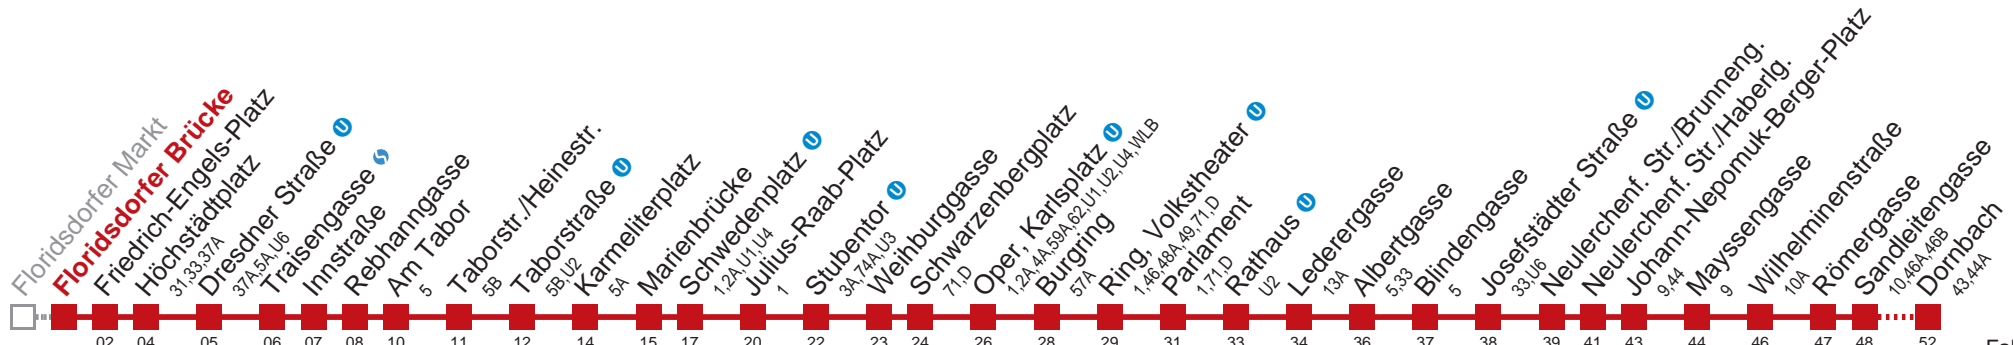 Floridsdorfer Markt
Floridsdorfer Brücke
Friedrich-Engels-Platz
Höchstädtplatz
31,33,37A
Dresdner Straße U
37A,5A,U6
Traisengasse
Innstraße
Rebhanngasse
Am Tabor
5
Taborstr./Heinestr.
5B
Taborstraße U
5B,U2
Karmeliterplatz
5A
Marienbrücke
Schwedenplatz U
1,2A,U1,U4
Julius-Raab-Platz
1
Stubentor U
3A,74A,U3
Weihburggasse
Schwarzenbergplatz
71,D
Oper, Karlsplatz U
1,2A,4A,59A,62,U1,U2,U4,WLB
Burgring
57A
Ring, Volkstheater U
1,46,48A,49,71,D
Parlament
1,71,D
Rathaus U
U2
Lederergasse
13A
Albertgasse
5,33
Blindengasse
5
Josefstädter Straße U
33,U6
Neulerchenf. Str./Brunneng.
Neulerchenf. Str./Haberlg.
Johann-Nepomuk-Berger-Platz
9,44
Mayssengasse
9
Wilhelminenstraße
10A
Römergasse
Sandleitengasse
10,46A,46B
Dornbach
43,44A
02 04 05 06 07 08 10 11 12 14 15 17 20 22 23 24 26 28 29 31 33 34 36 37 38 39 41 43 44 46 47 48 52